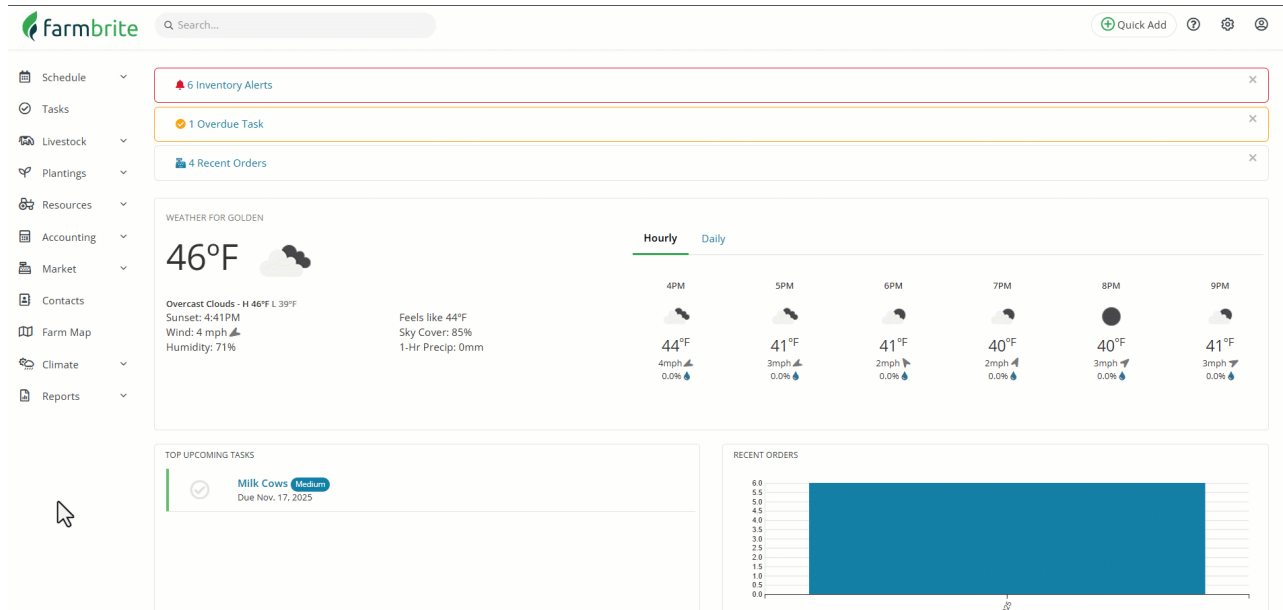 farmbrite
Search...
Quick Add
Schedule
Tasks
Livestock
Plantings
Resources
Accounting
Market
Contacts
Farm Map
Climate
Reports
6 Inventory Alerts
1 Overdue Task
4 Recent Orders
WEATHER FOR GOLDEN
46°F
Overcast Clouds - H 46°F L 39°F
Sunset: 4:41PM
Wind: 4 mph
Humidity: 71%
Feels like 44°F
Sky Cover: 85%
1-Hr Precip: 0mm
Hourly Daily
4PM 5PM 6PM 7PM 8PM 9PM
44°F 41°F 41°F 40°F 40°F 41°F
4mph 3mph 2mph 2mph 3mph 3mph
0.0% 0.0% 0.0% 0.0% 0.0% 0.0%
TOP UPCOMING TASKS
Milk Cows Medium
Due Nov. 17, 2025
RECENT ORDERS
6.0
5.5
5.0
4.5
4.0
3.5
3.0
2.5
2.0
1.5
1.0
0.5
0.0